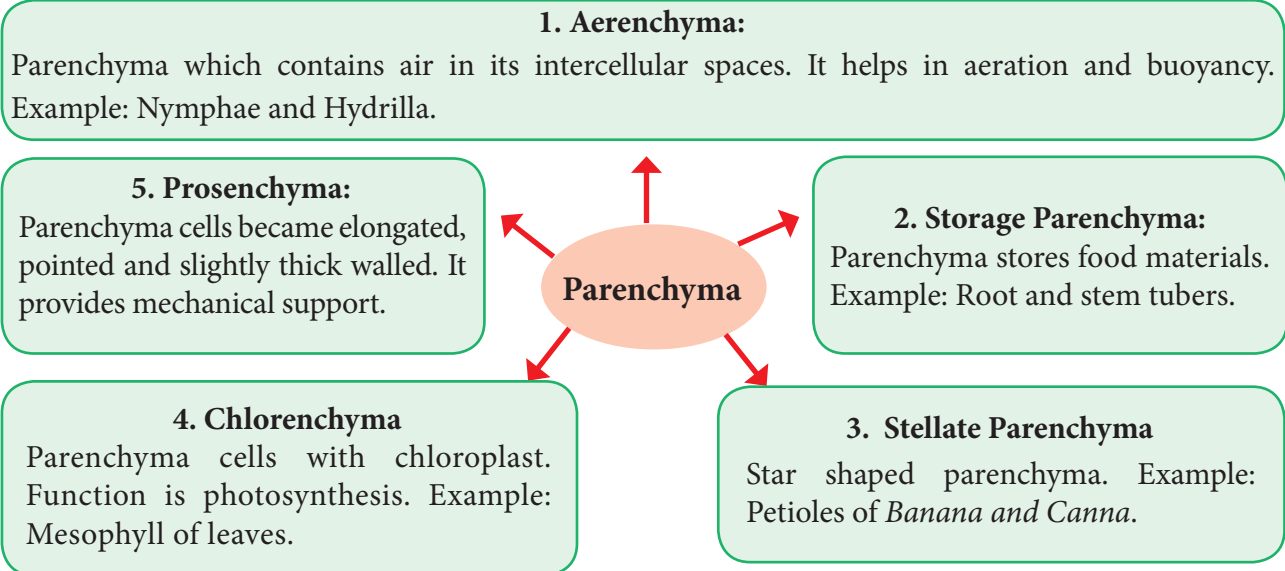 1. Aerenchyma:
Parenchyma which contains air in its intercellular spaces. It helps in aeration and buoyancy.
Example: Nymphae and Hydrilla.
5. Prosenchyma:
Parenchyma cells became elongated,
pointed and slightly thick walled. It
provides mechanical support.
2. Storage Parenchyma:
Parenchyma stores food materials.
Example: Root and stem tubers.
Parenchyma
4. Chlorenchyma
Parenchyma cells with chloroplast.
Function is photosynthesis. Example:
Mesophyll of leaves.
3. Stellate Parenchyma
Star shaped parenchyma. Example:
Petioles of Banana and Canna.